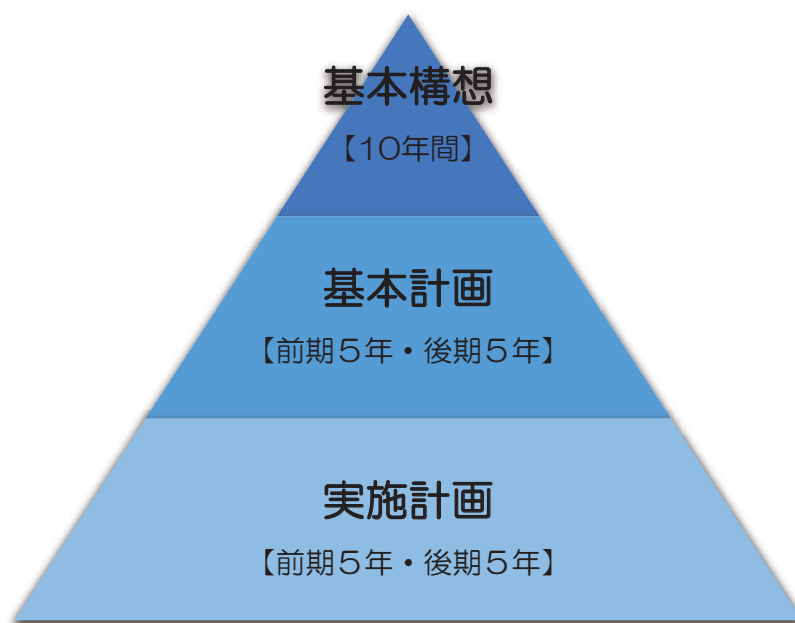 基本構想
【10年間】
基本計画
【前期5年・後期5年】
実施計画
【前期5年・後期5年】